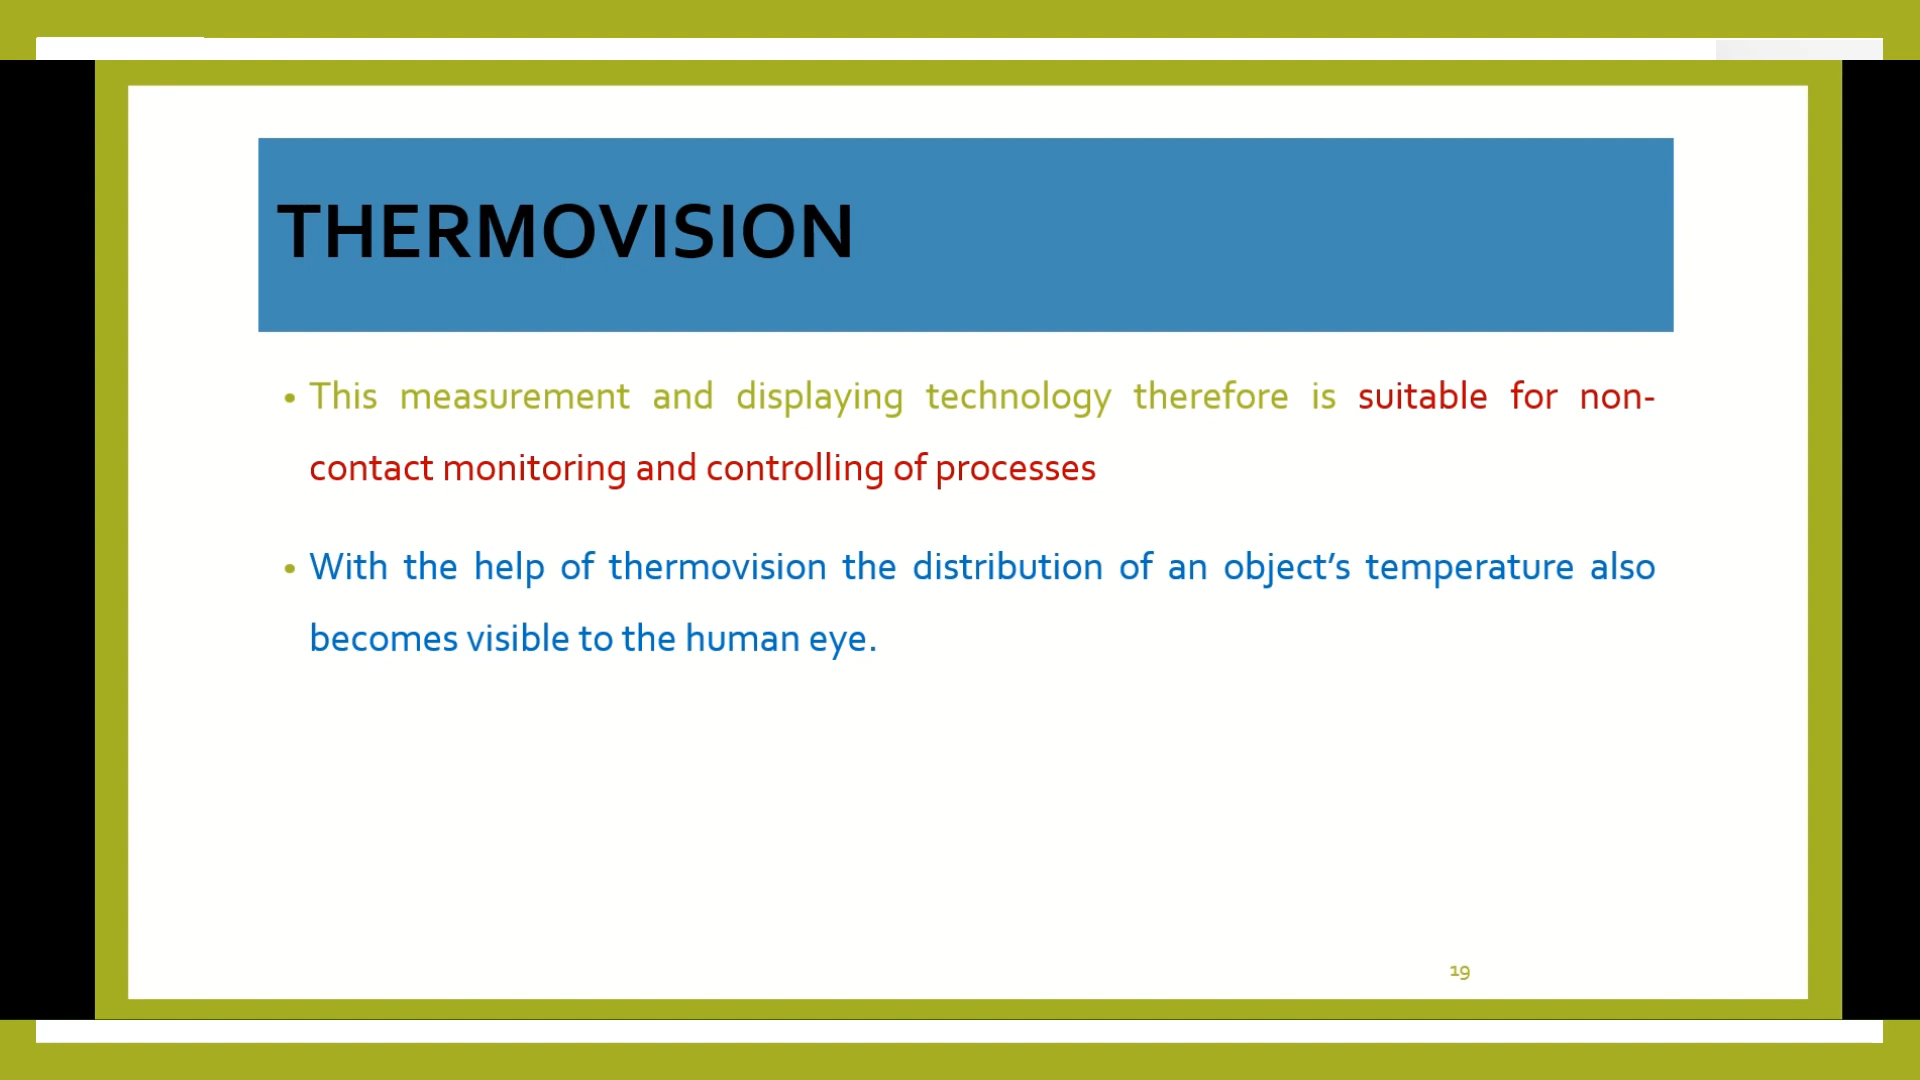 THERMOVISION
• This measurement and displaying technology therefore is suitable for non-
contact monitoring and controlling of processes
• With the help of thermovision the distribution of an object’s temperature also
becomes visible to the human eye.
19